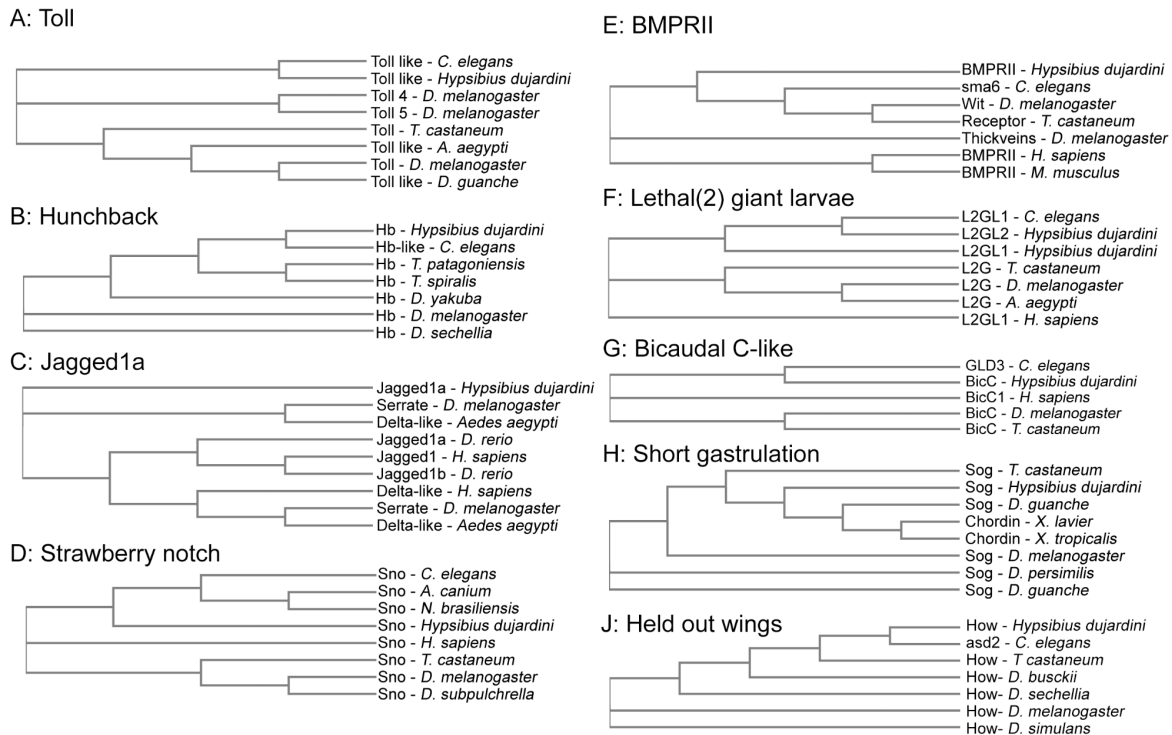 A: Toll
Toll like - C. elegans
Toll like - Hypsibius dujardini
Toll 4 - D. melanogaster
Toll 5 - D. melanogaster
Toll - T. castaneum
Toll like - A. aegypti
Toll - D. melanogaster
Toll like - D. guanche
B: Hunchback
Hb - Hypsibius dujardini
Hb-like - C. elegans
Hb - T. patagoniensis
Hb - T. spiralis
Hb - D. yakuba
Hb - D. melanogaster
Hb - D. sechellia
C: Jagged1a
Jagged1a - Hypsibius dujardini
Serrate - D. melanogaster
Delta-like - Aedes aegypti
Jagged1a - D. rerio
Jagged1 - H. sapiens
Jagged1b - D. rerio
Delta-like - H. sapiens
Serrate - D. melanogaster
Delta-like - Aedes aegypti
D: Strawberry notch
Sno - C. elegans
Sno - A. canium
Sno - N. brasiliensis
Sno - Hypsibius dujardini
Sno - H. sapiens
Sno - T. castaneum
Sno - D. melanogaster
Sno - D. subpulchrella
E: BMPRII
BMPRII - Hypsibius dujardini
sma6 - C. elegans
Wit - D. melanogaster
Receptor - T. castaneum
Thickveins - D. melanogaster
BMPRII - H. sapiens
BMPRII - M. musculus
F: Lethal(2) giant larvae
L2GL1 - C. elegans
L2GL2 - Hypsibius dujardini
L2GL1 - Hypsibius dujardini
L2G - T. castaneum
L2G - D. melanogaster
L2G - A. aegypti
L2GL1 - H. sapiens
G: Bicaudal C-like
GLD3 - C. elegans
BicC - Hypsibius dujardini
BicC1 - H. sapiens
BicC - D. melanogaster
BicC - T. castaneum
H: Short gastrulation
Sog - T. castaneum
Sog - Hypsibius dujardini
Sog - D. guanche
Chordin - X. lavier
Chordin - X. tropicalis
Sog - D. melanogaster
Sog - D. persimilis
Sog - D. guanche
J: Held out wings
How - Hypsibius dujardini
asd2 - C. elegans
How - T castaneum
How- D. busckii
How- D. sechellia
How- D. melanogaster
How- D. simulans